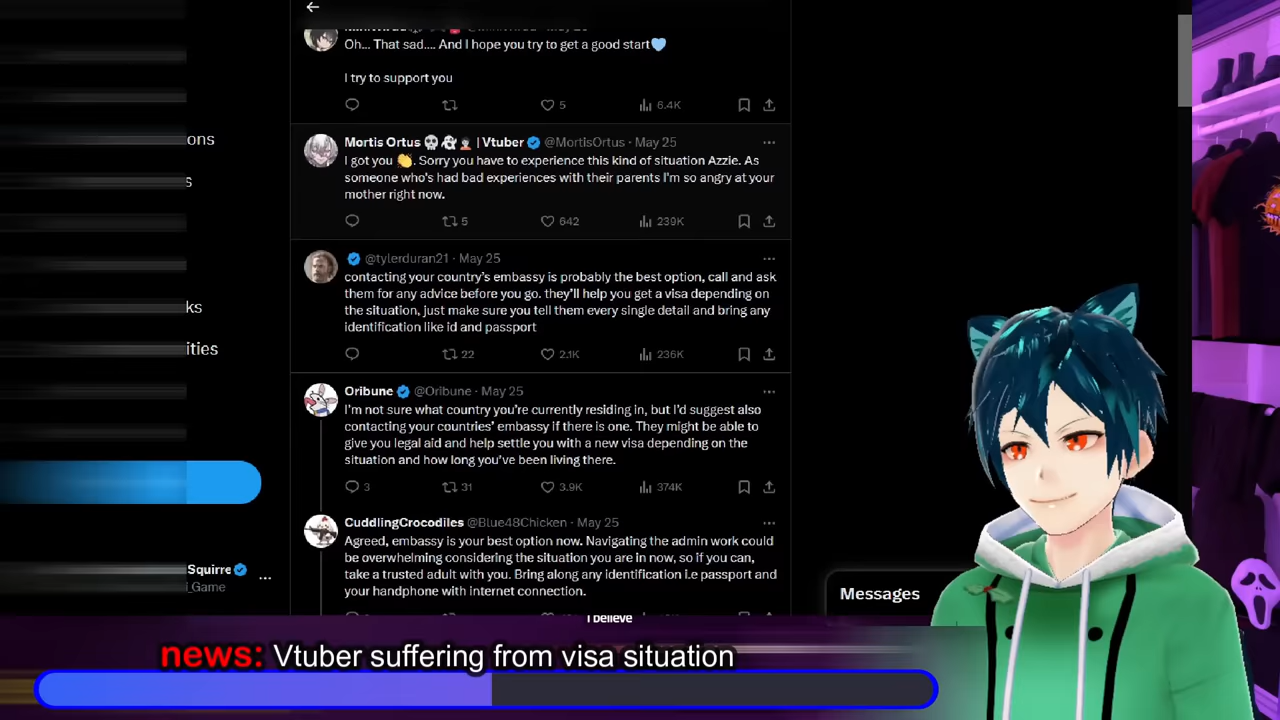 Oh... That sad.... And I hope you try to get a good start💙
I try to support you
5
6.4K
Mortis Ortus 💀👻 | Vtuber @MortisOrtus · May 25
I got you 👏. Sorry you have to experience this kind of situation Azzie. As
someone who's had bad experiences with their parents I'm so angry at your
mother right now.
5
642
239K
@tylerduran21 · May 25
contacting your country's embassy is probably the best option, call and ask
them for any advice before you go. they'll help you get a visa depending on
the situation, just make sure you tell them every single detail and bring any
identification like id and passport
22
2.1K
236K
Oribune @Oribune · May 25
I'm not sure what country you're currently residing in, but I'd suggest also
contacting your countries' embassy if there is one. They might be able to
give you legal aid and help settle you with a new visa depending on the
situation and how long you've been living there.
3
31
3.9K
374K
CuddlingCrocodiles @Blue48Chicken · May 25
Agreed, embassy is your best option now. Navigating the admin work could
be overwhelming considering the situation you are in now, so if you can,
take a trusted adult with you. Bring along any identification i.e passport and
your handphone with internet connection.
ons
s
ks
ities
Squirre
Game
Messages
I believe
news: Vtuber suffering from visa situation